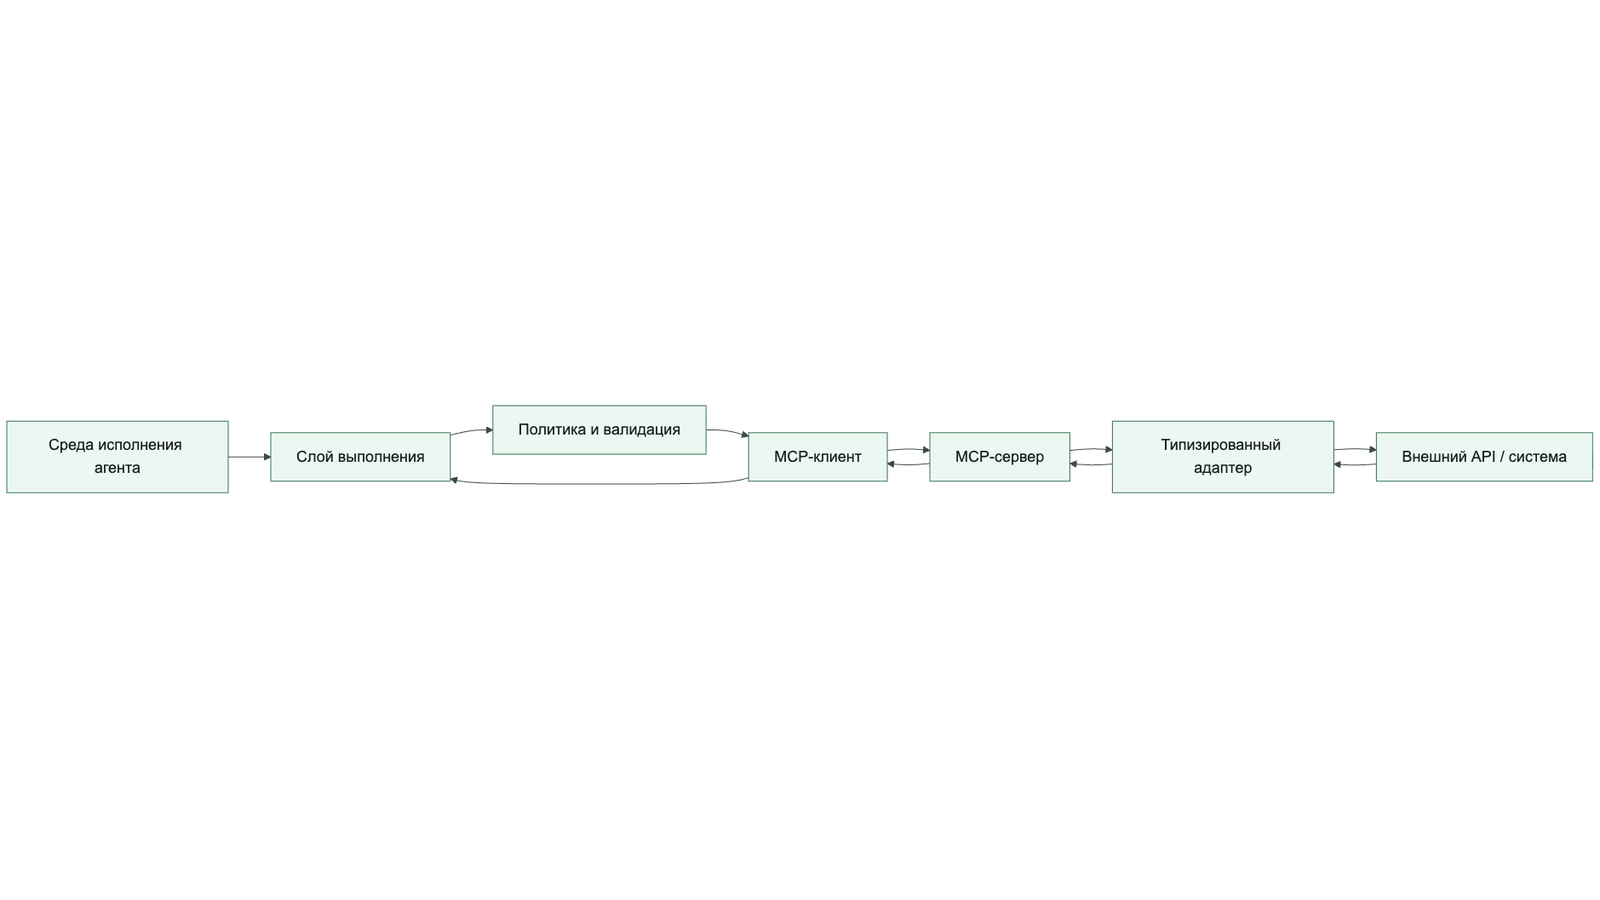 Среда исполнения
агента
Слой выполнения
Политика и валидация
MCP-клиент
MCP-сервер
Типизированный
адаптер
Внешний API / система